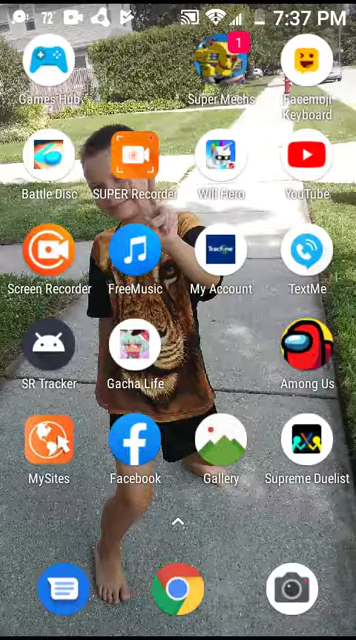 72°
7:37 PM
1
Games Hub
Super Mechs
Facemoji
Keyboard
Battle Disc
SUPER Recorder
Will Hero
YouTube
Screen Recorder
FreeMusic
TracFone
My Account
TextMe
SR Tracker
Gacha Life
Among Us
MySites
Facebook
Gallery
Supreme Duelist